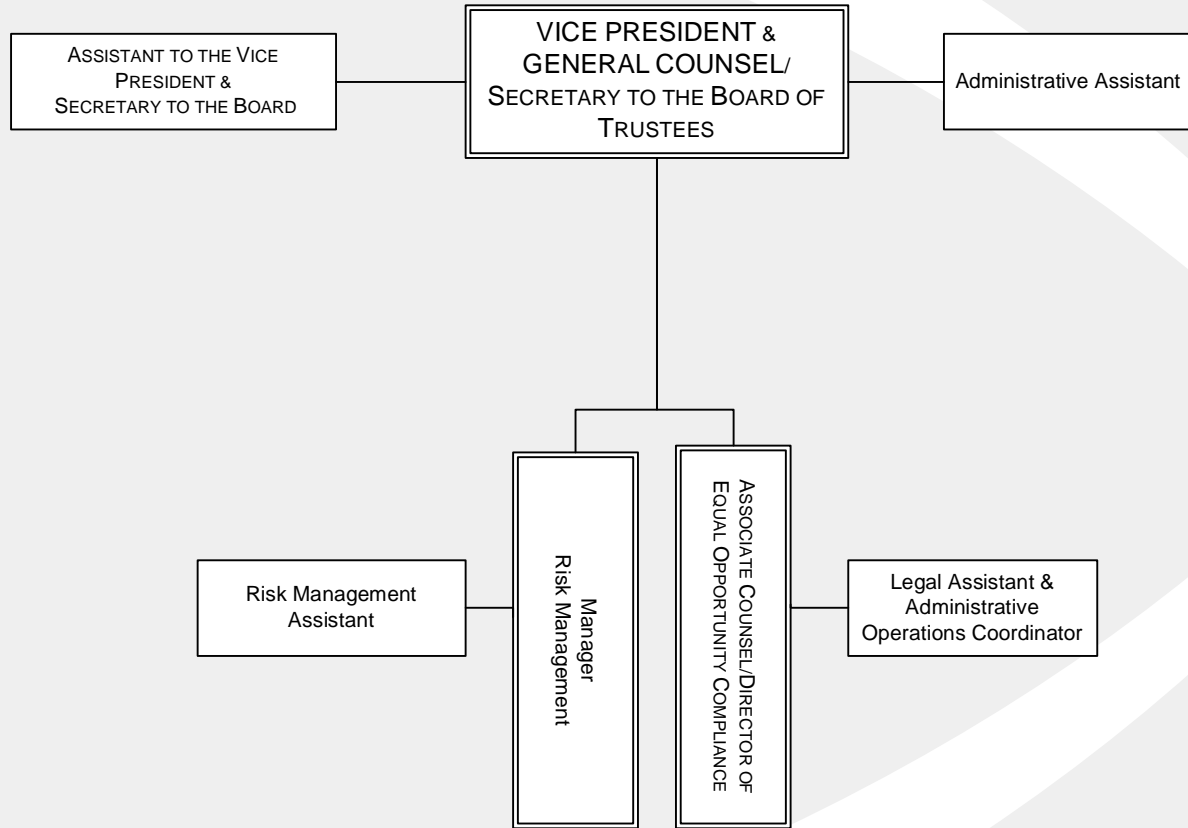 ASSISTANT TO THE VICE
PRESIDENT &
SECRETARY TO THE BOARD
VICE PRESIDENT &
GENERAL COUNSEL/
SECRETARY TO THE BOARD OF
TRUSTEES
Administrative Assistant
Risk Management
Assistant
Manager
Risk Management
ASSOCIATE COUNSEL/DIRECTOR OF
EQUAL OPPORTUNITY COMPLIANCE
Legal Assistant &
Administrative
Operations Coordinator